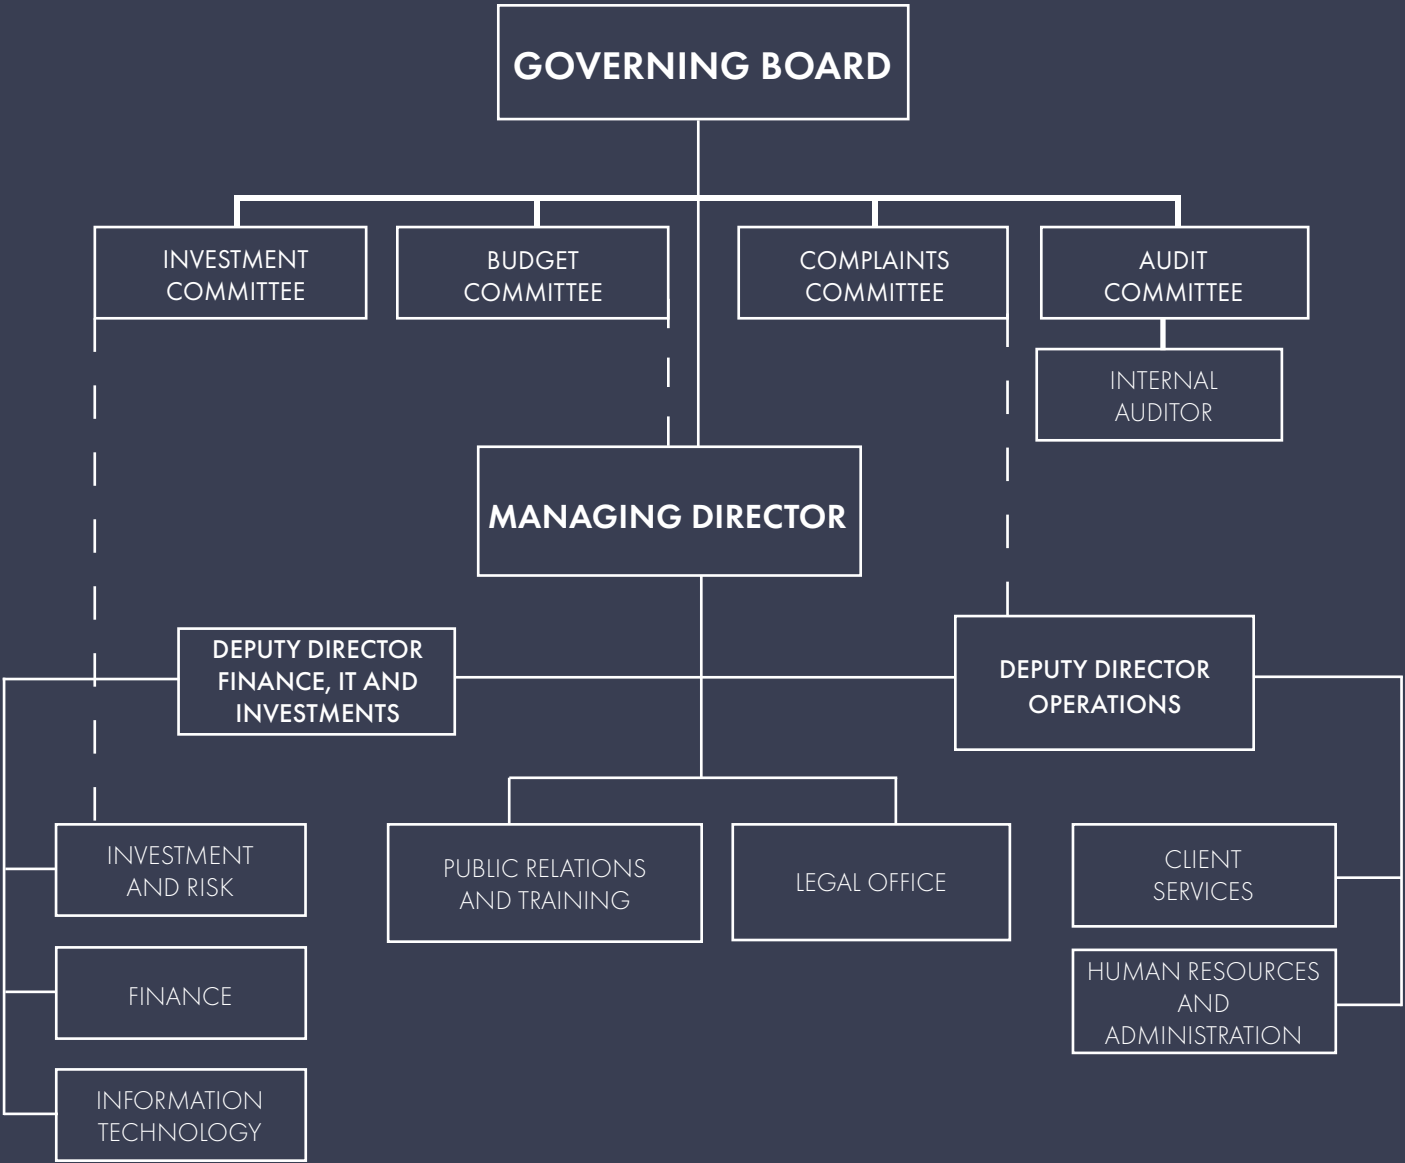 GOVERNING BOARD
INVESTMENT
COMMITTEE
BUDGET
COMMITTEE
COMPLAINTS
COMMITTEE
AUDIT
COMMITTEE
INTERNAL
AUDITOR
MANAGING DIRECTOR
DEPUTY DIRECTOR
FINANCE, IT AND
INVESTMENTS
DEPUTY DIRECTOR
OPERATIONS
INVESTMENT
AND RISK
PUBLIC RELATIONS
AND TRAINING
LEGAL OFFICE
CLIENT
SERVICES
FINANCE
HUMAN RESOURCES
AND
ADMINISTRATION
INFORMATION
TECHNOLOGY